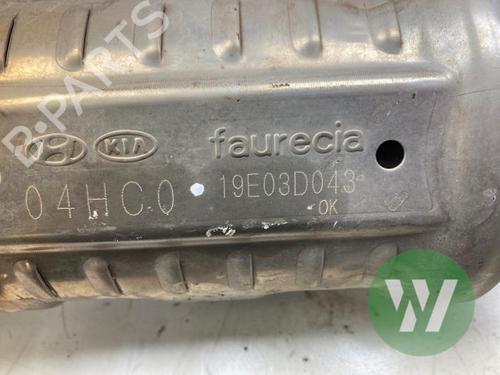 B-PARTS
KIA faurecia
04HC0 19E03D043
OK
W